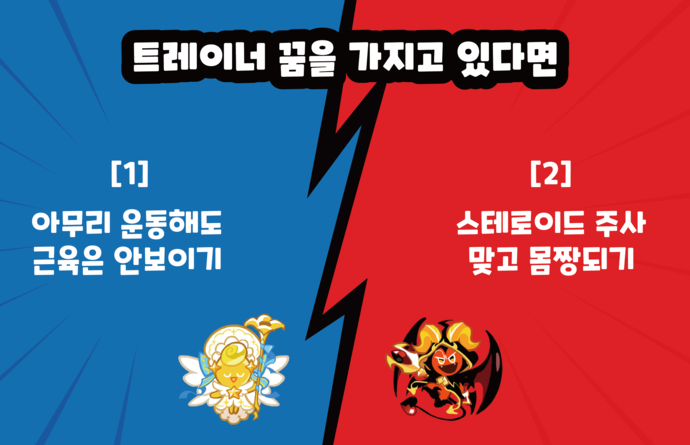 트레이너 꿈을 가지고 있다면
[1]
아무리 운동해도
근육은 안보이기
[2]
스테로이드 주사
맞고 몸짱되기